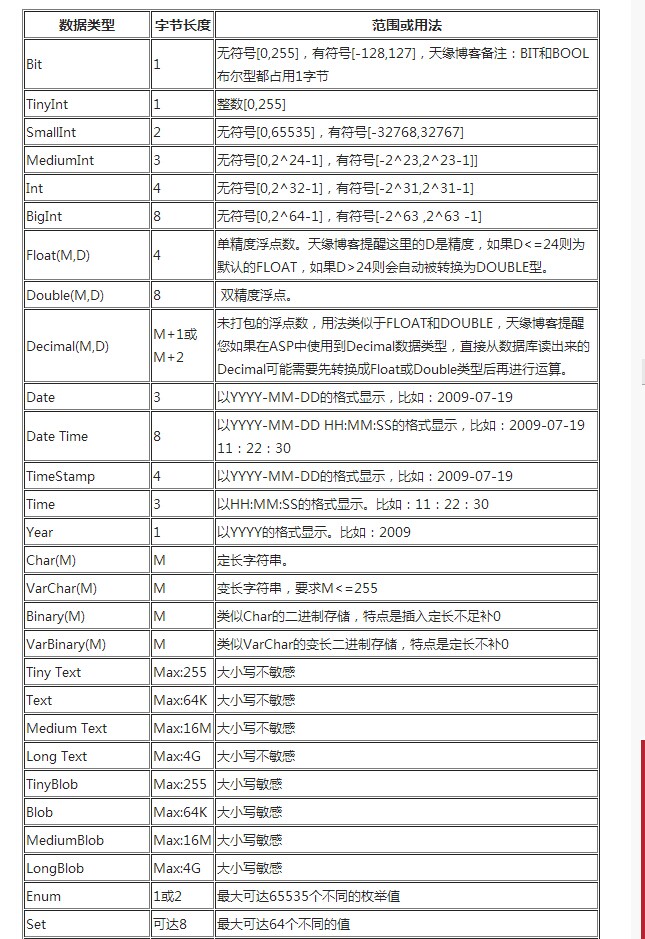 数据类型 字节长度 范围或用法
Bit 1 无符号[0,255]，有符号[-128,127]，天缘博客备注：BIT和BOOL
布尔型都占用1字节
TinyInt 1 整数[0,255]
SmallInt 2 无符号[0,65535]，有符号[-32768,32767]
MediumInt 3 无符号[0,2^24-1]，有符号[-2^23,2^23-1]]
Int 4 无符号[0,2^32-1]，有符号[-2^31,2^31-1]
BigInt 8 无符号[0,2^64-1]，有符号[-2^63 ,2^63 -1]
Float(M,D) 4 单精度浮点数。天缘博客提醒这里的D是精度，如果D<=24则为
默认的FLOAT，如果D>24则会自动被转换为DOUBLE型。
Double(M,D) 8 双精度浮点。
Decimal(M,D) M+1或
M+2 未打包的浮点数，用法类似于FLOAT和DOUBLE，天缘博客提醒
您如果在ASP中使用到Decimal数据类型，直接从数据库读出来的
Decimal可能需要先转换成Float或Double类型后再进行运算。
Date 3 以YYYY-MM-DD的格式显示，比如：2009-07-19
Date Time 8 以YYYY-MM-DD HH:MM:SS的格式显示，比如：2009-07-19
11：22：30
TimeStamp 4 以YYYY-MM-DD的格式显示，比如：2009-07-19
Time 3 以HH:MM:SS的格式显示。比如：11：22：30
Year 1 以YYYY的格式显示。比如：2009
Char(M) M 定长字符串。
VarChar(M) M 变长字符串，要求M<=255
Binary(M) M 类似Char的二进制存储，特点是插入定长不足补0
VarBinary(M) M 类似VarChar的变长二进制存储，特点是定长不补0
Tiny Text Max:255 大小写不敏感
Text Max:64K 大小写不敏感
Medium Text Max:16M 大小写不敏感
Long Text Max:4G 大小写不敏感
TinyBlob Max:255 大小写敏感
Blob Max:64K 大小写敏感
MediumBlob Max:16M 大小写敏感
LongBlob Max:4G 大小写敏感
Enum 1或2 最大可达65535个不同的枚举值
Set 可达8 最大可达64个不同的值